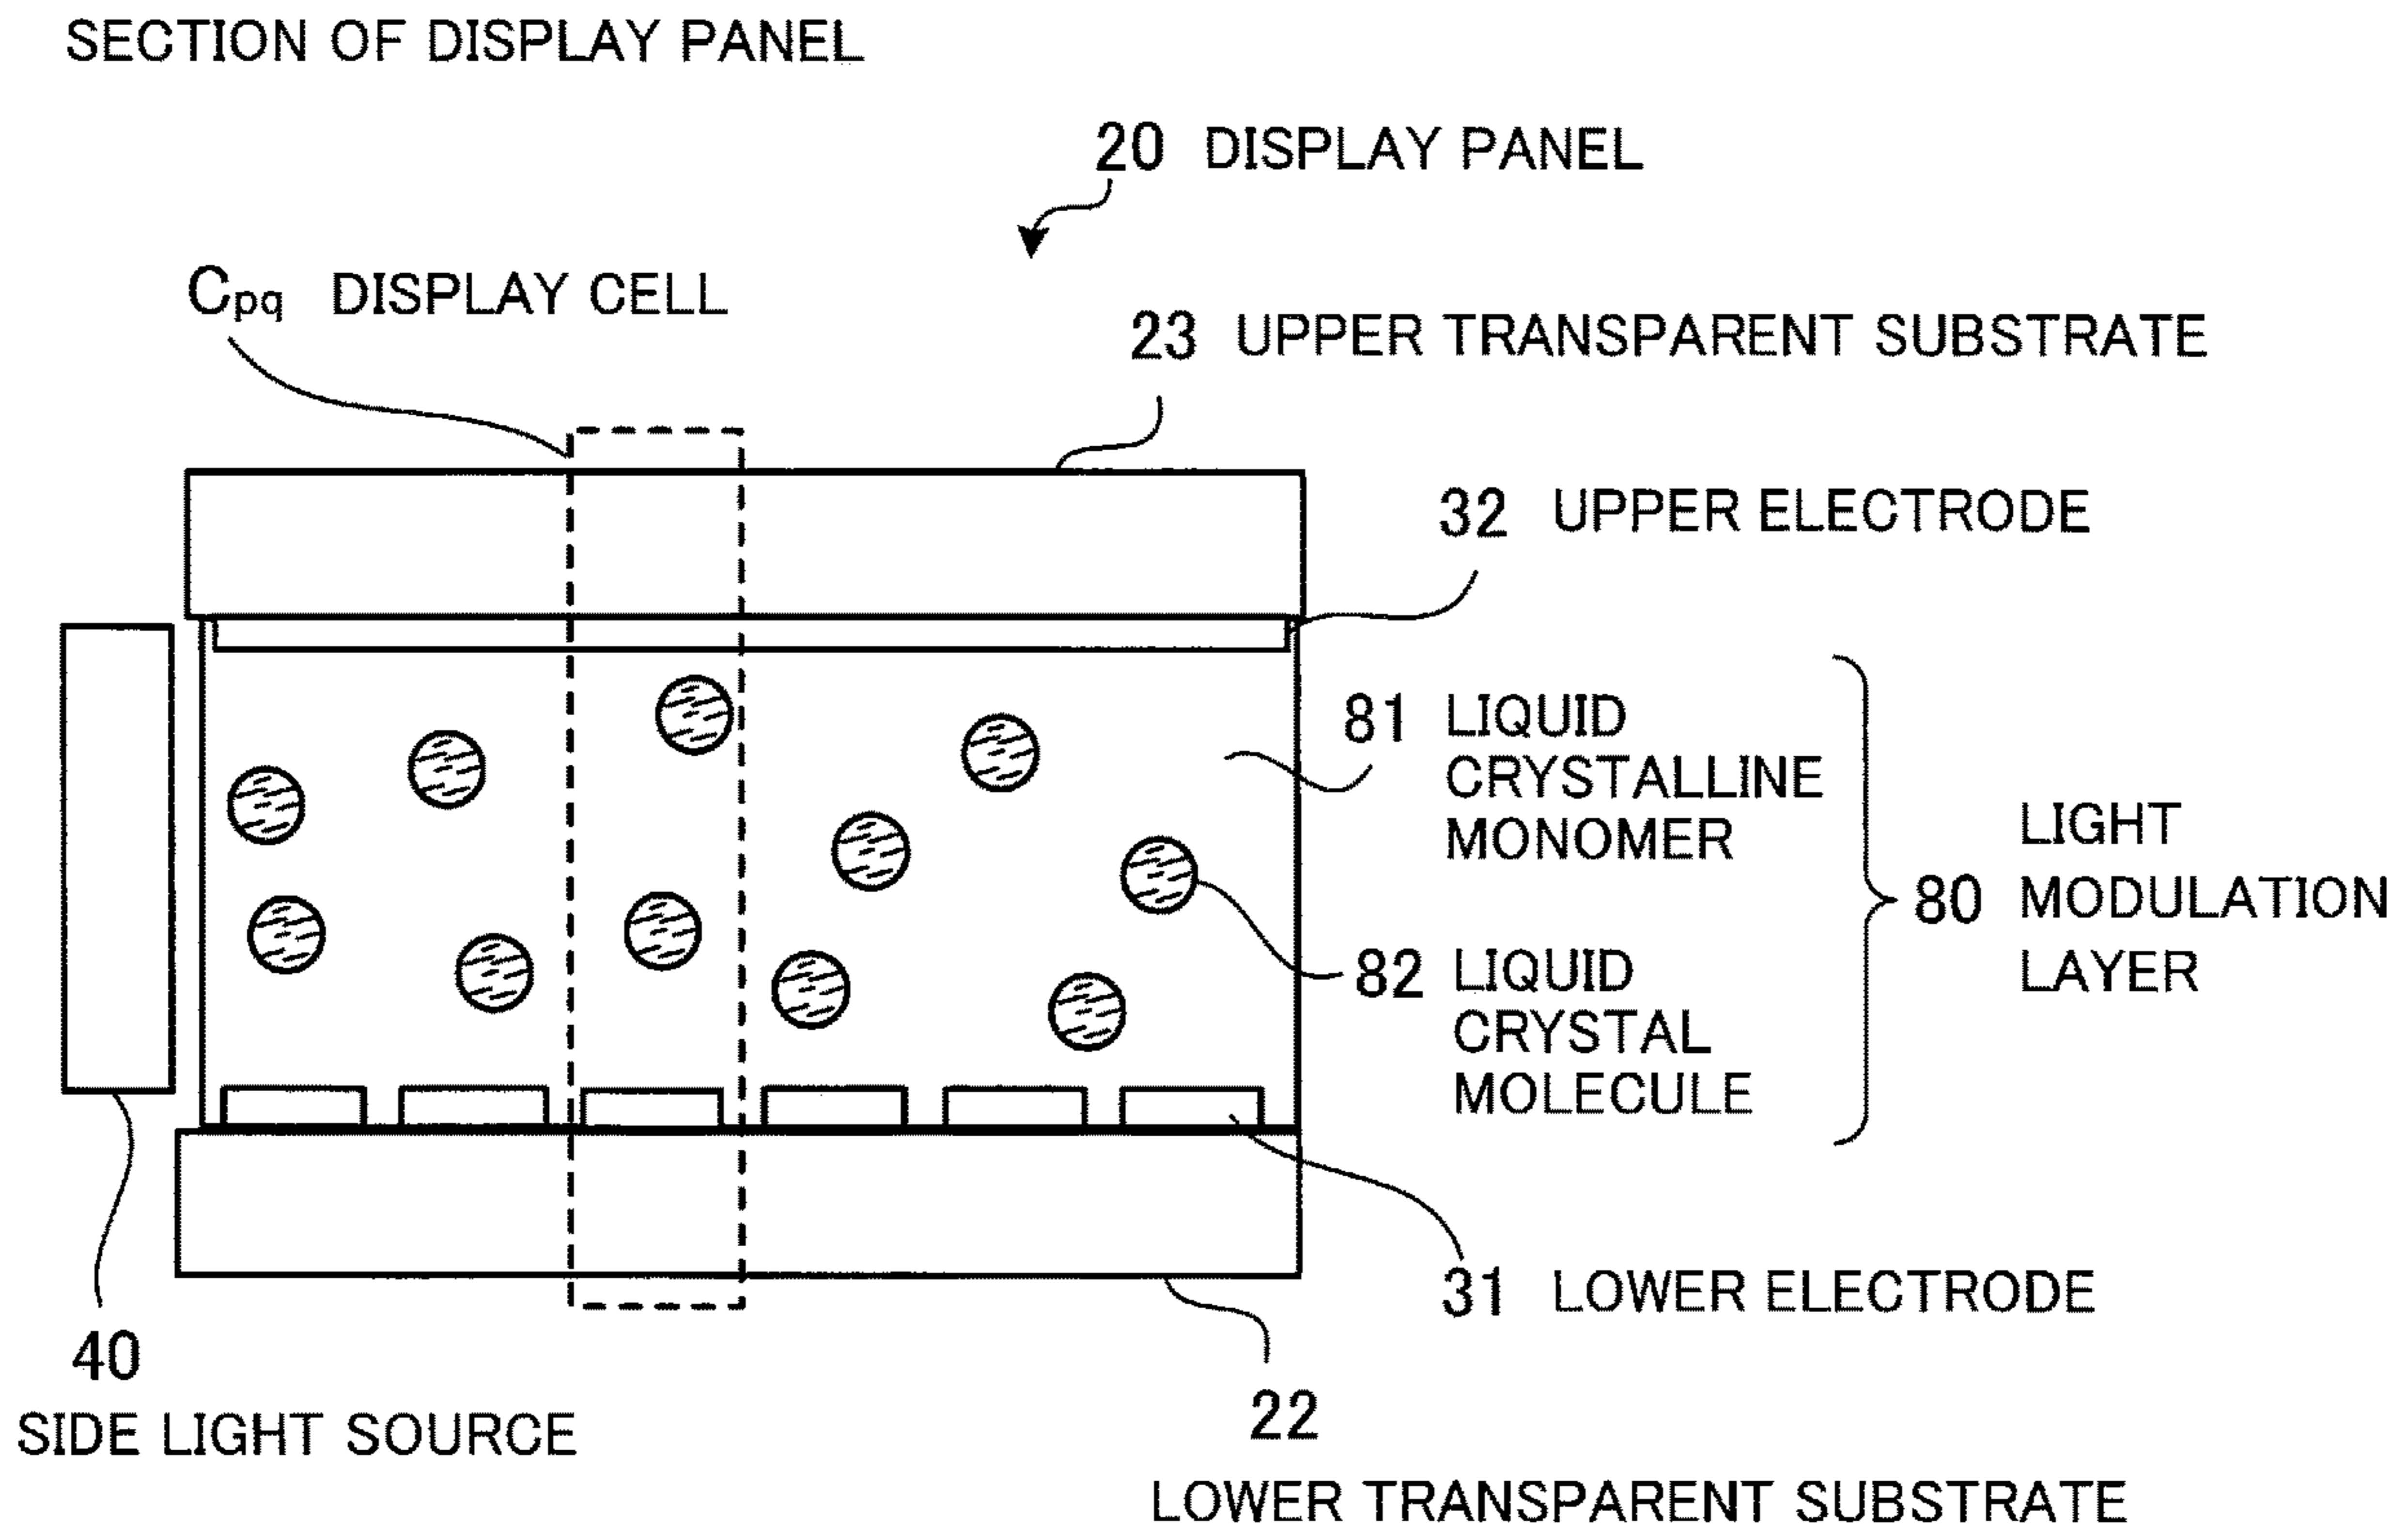 SECTION OF DISPLAY PANEL
20 DISPLAY PANEL
Cpq DISPLAY CELL
23 UPPER TRANSPARENT SUBSTRATE
32 UPPER ELECTRODE
81 LIQUID
CRYSTALLINE
MONOMER
80 LIGHT
MODULATION
LAYER
82 LIQUID
CRYSTAL
MOLECULE
31 LOWER ELECTRODE
40
SIDE LIGHT SOURCE
22
LOWER TRANSPARENT SUBSTRATE